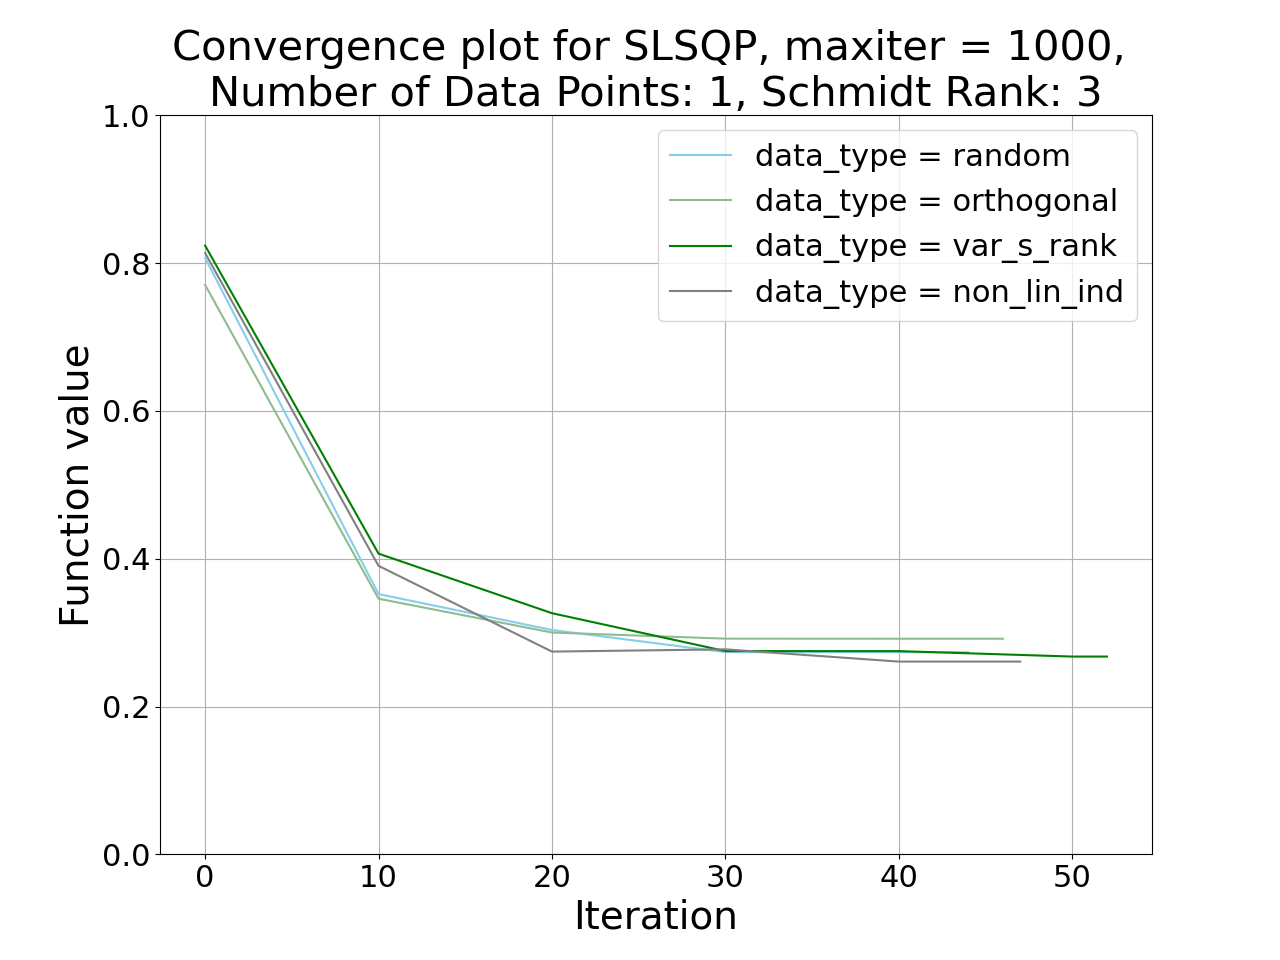 Convergence plot for SLSQP, maxiter = 1000,
Number of Data Points: 1, Schmidt Rank: 3
data_type = random
data_type = orthogonal
data_type = var_s_rank
data_type = non_lin_ind
1.0
0.8
0.6
0.4
0.2
0.0
Function value
0 10 20 30 40 50
Iteration